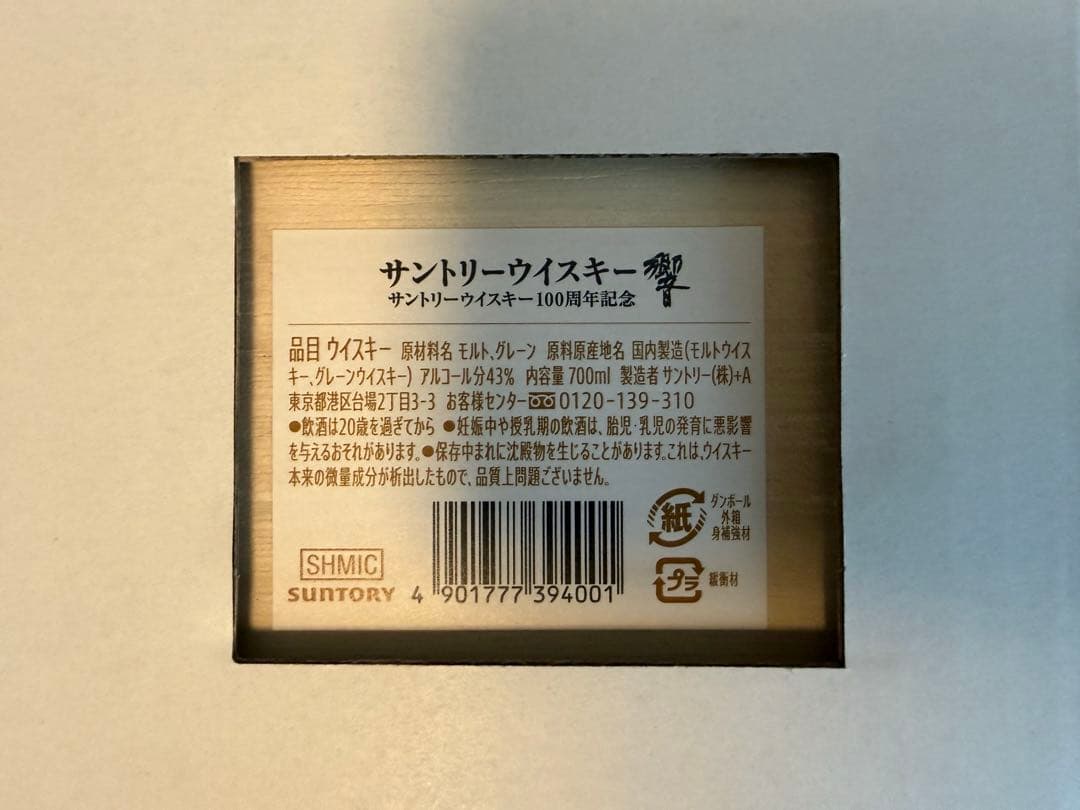 サントリーウイスキー響
サントリーウイスキー100周年記念
品目 ウイスキー 原材料名 モルト、グレーン 原料原産地名 国内製造(モルトウイス
キー、グレーンウイスキー) アルコール分43% 内容量 700ml 製造者 サントリー(株)+A
東京都港区台場2丁目3-3 お客様センター 0120-139-310
●飲酒は20歳を過ぎてから ●妊娠中や授乳期の飲酒は、胎児・乳児の発育に悪影響
を与えるおそれがあります。●保存中まれに沈殿物を生じることがあります。これは、ウイスキー
本来の微量成分が析出したもので、品質上問題ございません。
紙
ダンボール
外箱
身補強材
SHMIC
SUNTORY
4 901777 394001
プラ
緩衝材